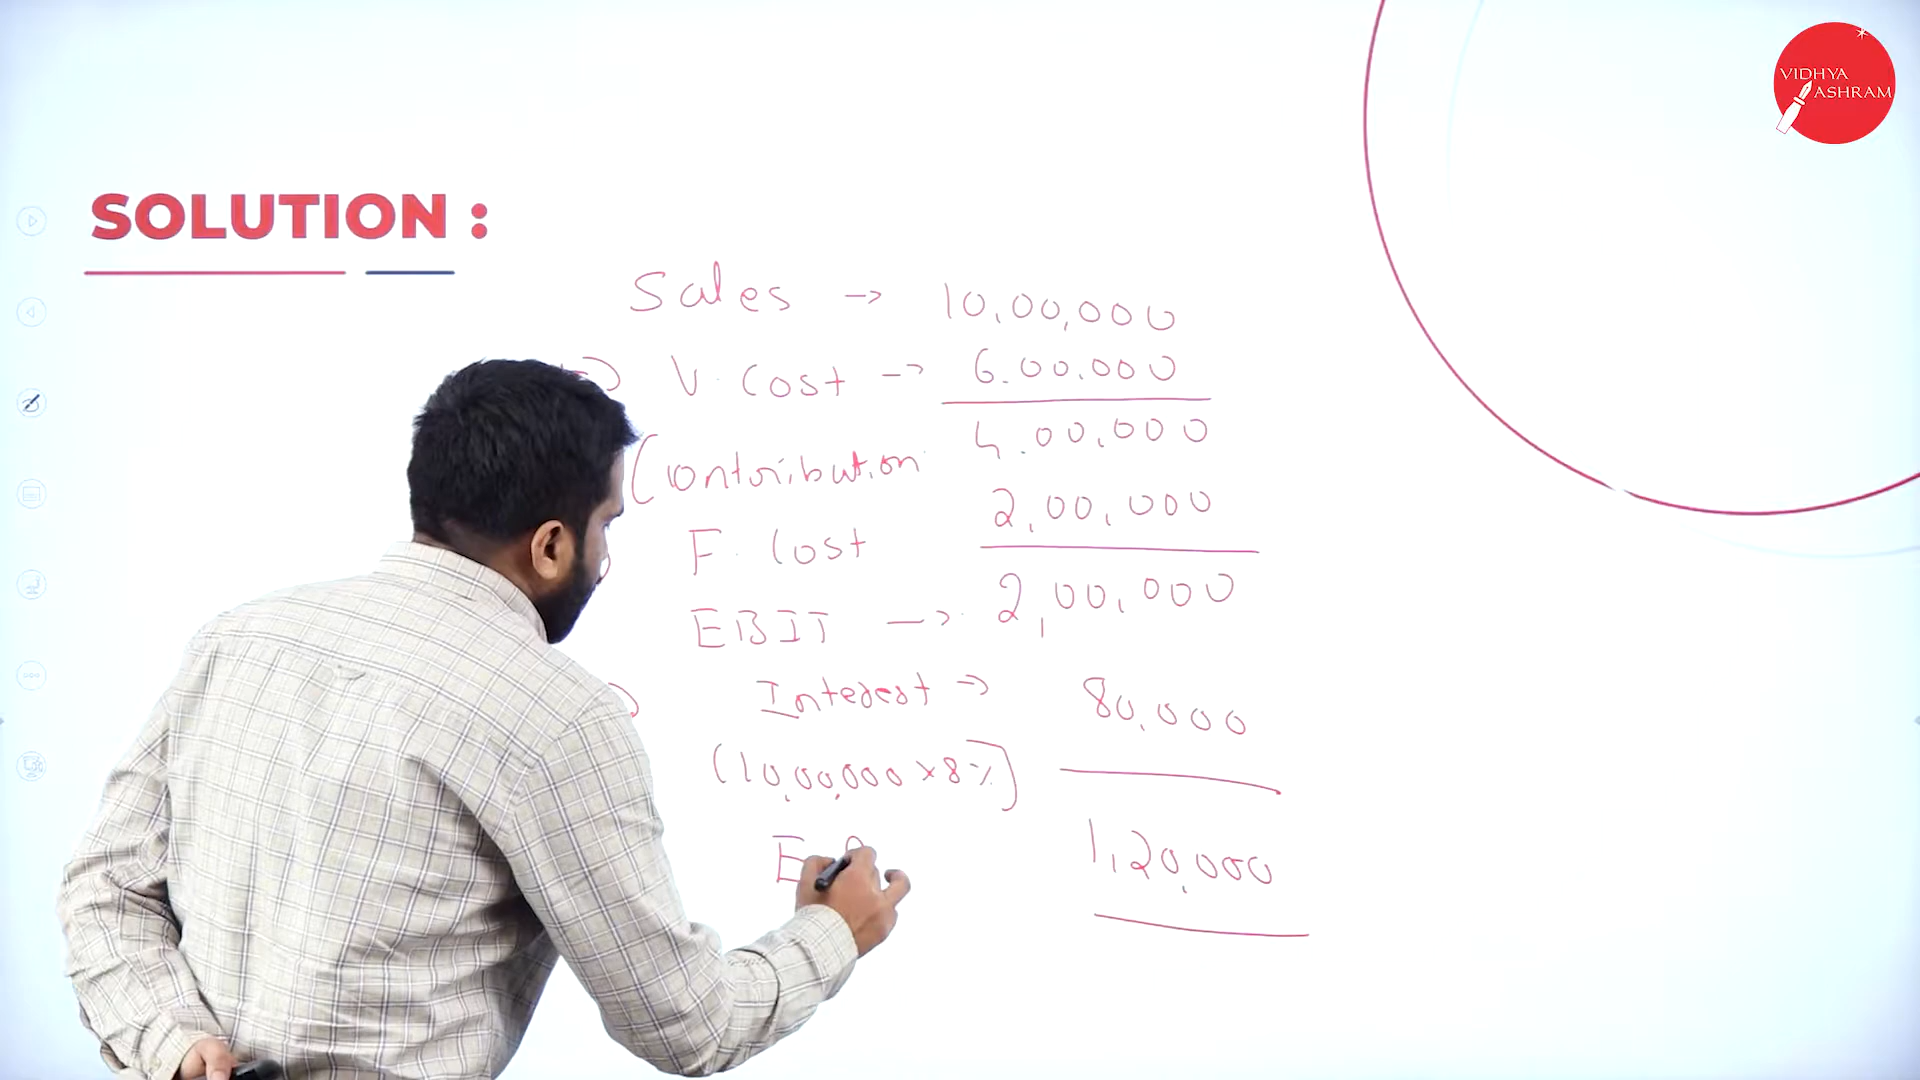 VIDHYA
ASHRAM
SOLUTION :
Sales → 10,00,000
V. Cost → 6.00.000
Contribution 4.00,000
F. Cost 2,00,000
EBIT → 2,00,000
Interest → 80,000
(10,00,000 × 8%)
1,20,000